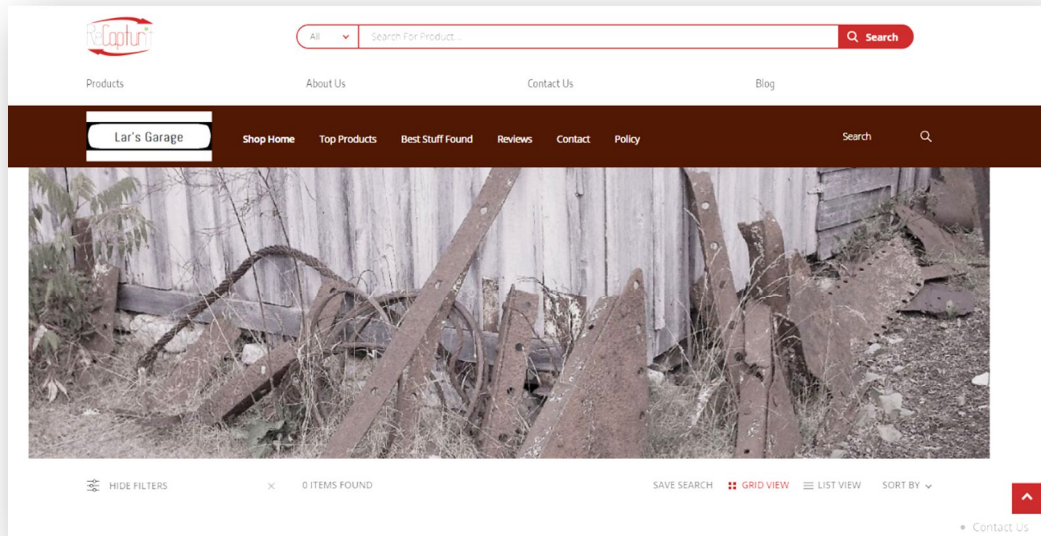 ReCapturit
All
Search For Product...
Search
Products
About Us
Contact Us
Blog
Lar's Garage
Shop Home
Top Products
Best Stuff Found
Reviews
Contact
Policy
Search
HIDE FILTERS
0 ITEMS FOUND
SAVE SEARCH
GRID VIEW
LIST VIEW
SORT BY
Contact Us